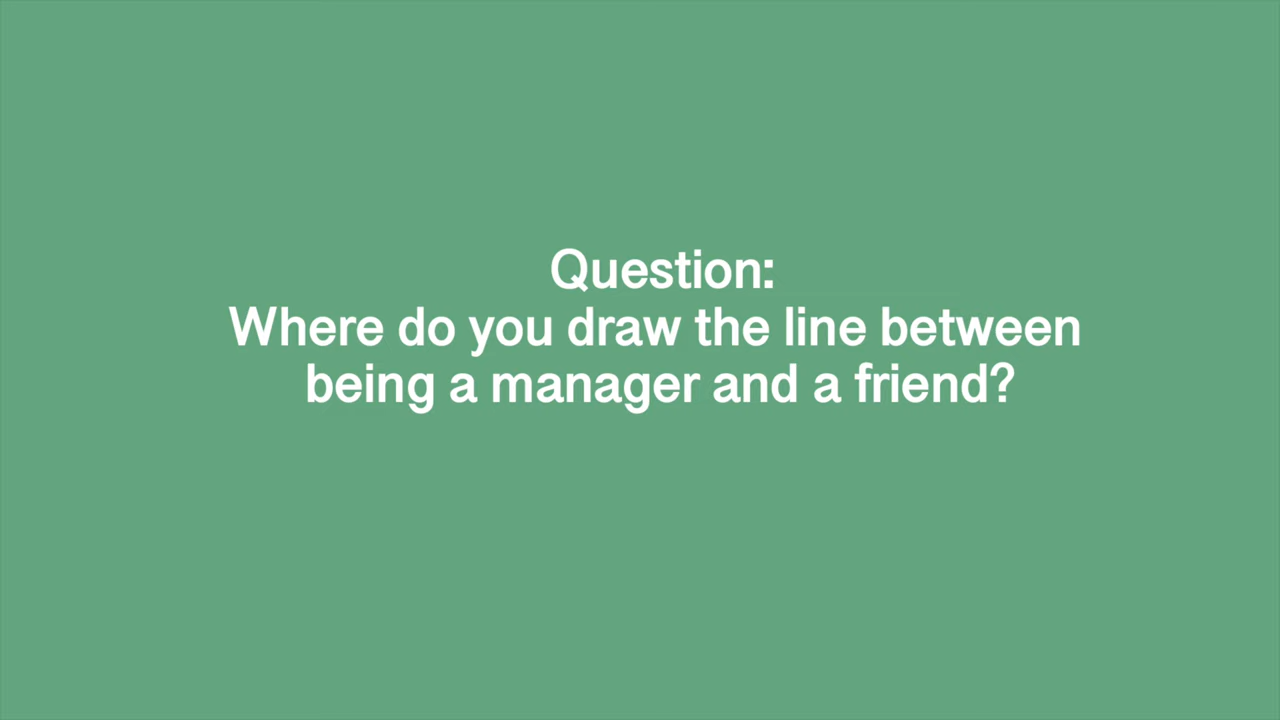 Question:
Where do you draw the line between
being a manager and a friend?